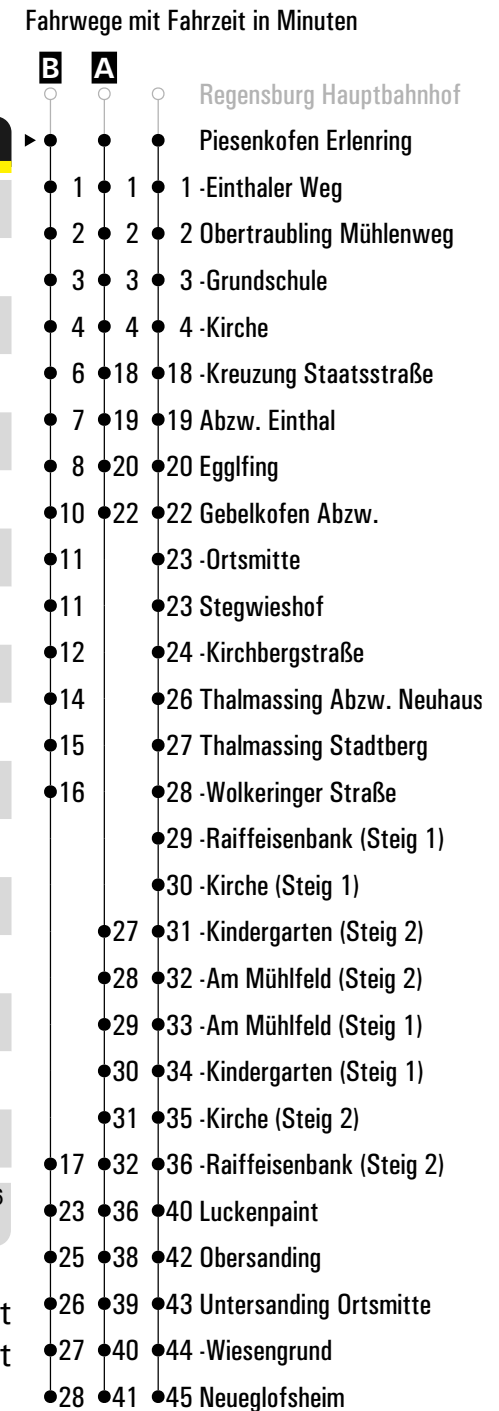 Fahrwege mit Fahrzeit in Minuten
B A
Regensburg Hauptbahnhof
Piesenkofen Erlenring
1 1 1 -Einthaler Weg
2 2 2 Obertraubling Mühlenweg
3 3 3 -Grundschule
4 4 4 -Kirche
6 18 18 -Kreuzung Staatsstraße
7 19 19 Abzw. Einthal
8 20 20 Egglfing
10 22 22 Gebelkofen Abzw.
11 23 -Ortsmitte
11 23 Stegwieshof
12 24 -Kirchbergstraße
14 26 Thalmassing Abzw. Neuhaus
15 27 Thalmassing Stadtberg
16 28 -Wolkeringer Straße
29 -Raiffeisenbank (Steig 1)
30 -Kirche (Steig 1)
27 31 -Kindergarten (Steig 2)
28 32 -Am Mühlfeld (Steig 2)
29 33 -Am Mühlfeld (Steig 1)
30 34 -Kindergarten (Steig 1)
31 35 -Kirche (Steig 2)
17 32 36 -Raiffeisenbank (Steig 2)
23 36 40 Luckenpaint
25 38 42 Obersanding
26 39 43 Untersanding Ortsmitte
27 40 44 -Wiesengrund
28 41 45 Neueglofsheim